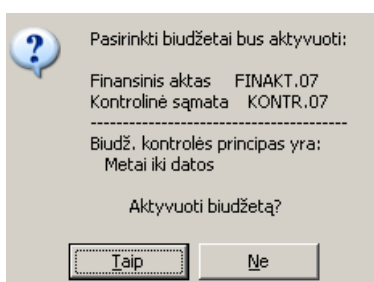 Pasirinkti biudžetai bus aktyvuoti:
Finansinis aktas FINAKT.07
Kontrolinė sąmata KONTR.07
----------------------------------------
Biudž. kontrolės principas yra:
Metai iki datos
Aktyvuoti biudžetą?
Taip Ne